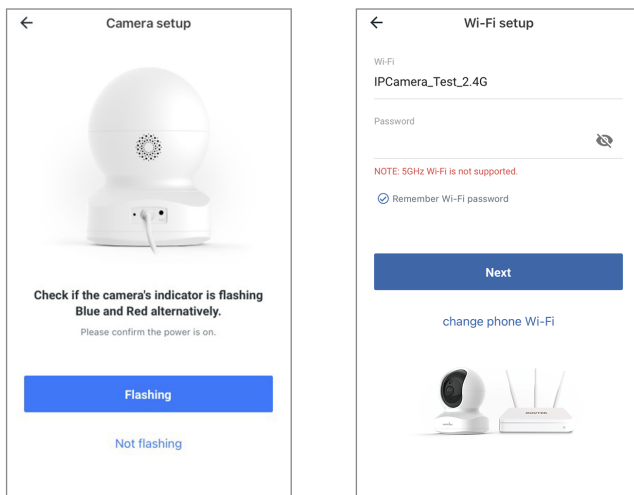 Camera setup
Check if the camera's indicator is flashing
Blue and Red alternatively.
Please confirm the power is on.
Flashing
Not flashing
Wi-Fi setup
Wi-Fi
IPCamera_Test_2.4G
Password
NOTE: 5GHz Wi-Fi is not supported.
Remember Wi-Fi password
Next
change phone Wi-Fi
ROUTER